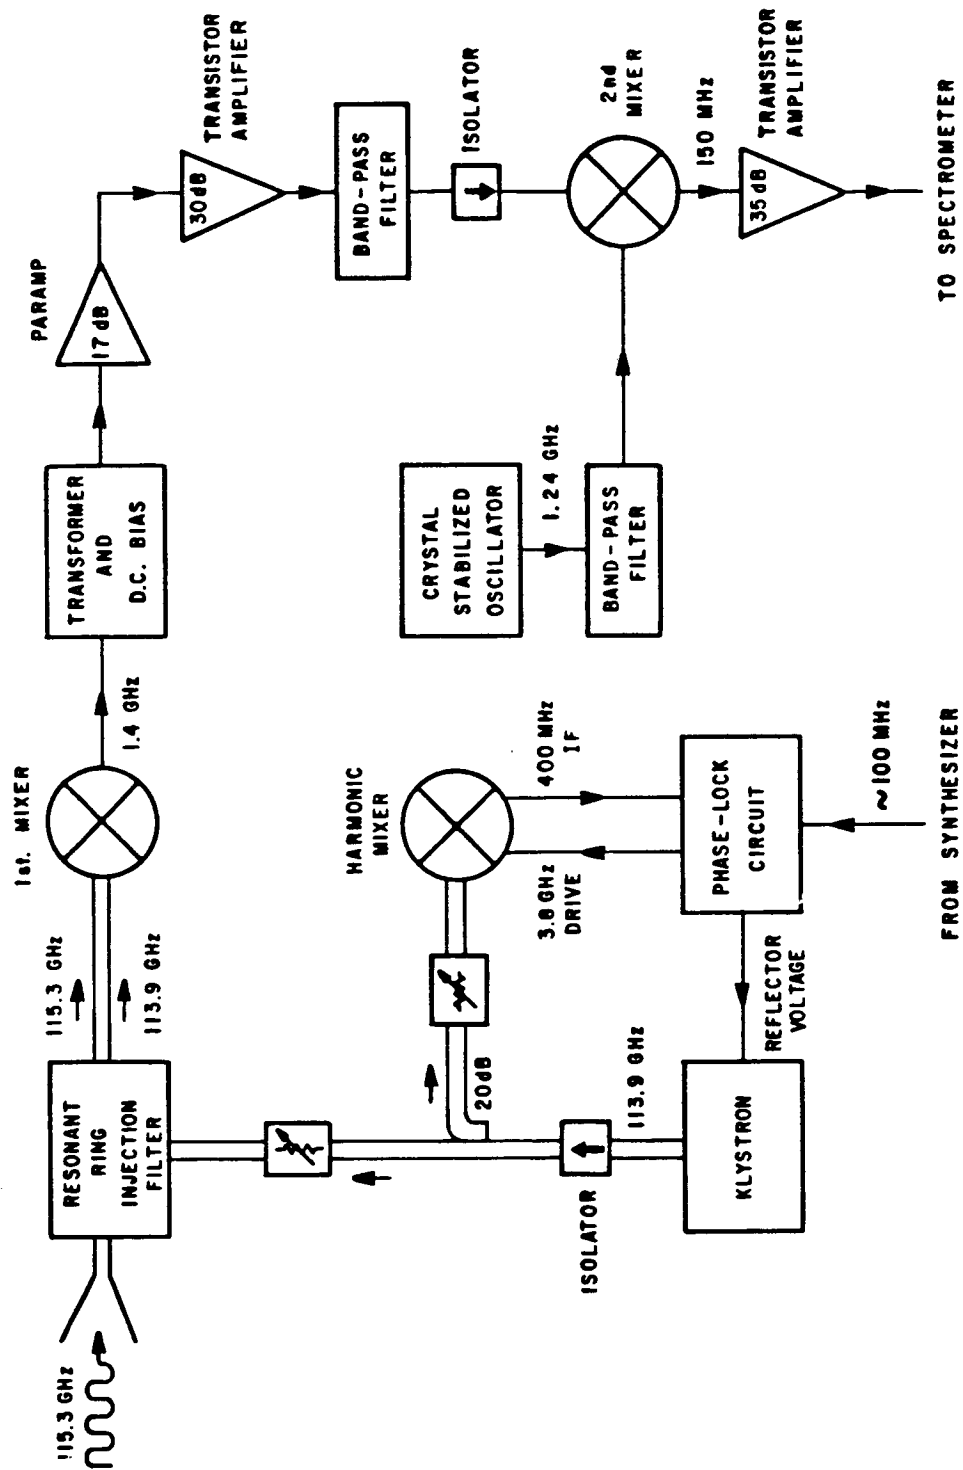 115.3 GHz
RESONANT
RING
INJECTION
FILTER
115.3 GHz
113.9 GHz
1st. MIXER
1.4 GHz
TRANSFORMER
AND
D.C. BIAS
PARAMP
17 dB
30dB
TRANSISTOR
AMPLIFIER
BAND-PASS
FILTER
ISOLATOR
2nd
MIXER
150 MHz
35dB
TRANSISTOR
AMPLIFIER
TO SPECTROMETER
CRYSTAL
STABILIZED
OSCILLATOR
1.24 GHz
BAND-PASS
FILTER
HARMONIC
MIXER
400 MHz
IF
3.8 GHz
DRIVE
PHASE-LOCK
CIRCUIT
~100 MHz
FROM SYNTHESIZER
REFLECTOR
VOLTAGE
KLYSTRON
113.9 GHz
ISOLATOR
20dB